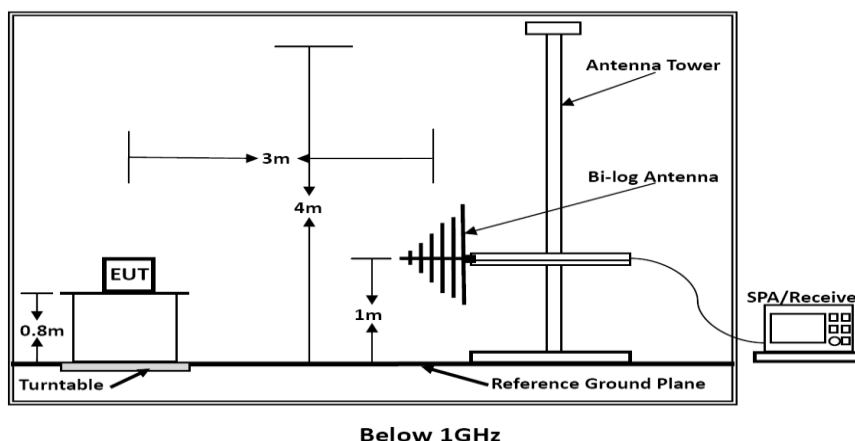 Antenna Tower
3m
Bi-log Antenna
4m
EUT
SPA/Receive
0.8m
1m
Turntable
Reference Ground Plane
Below 1GHz